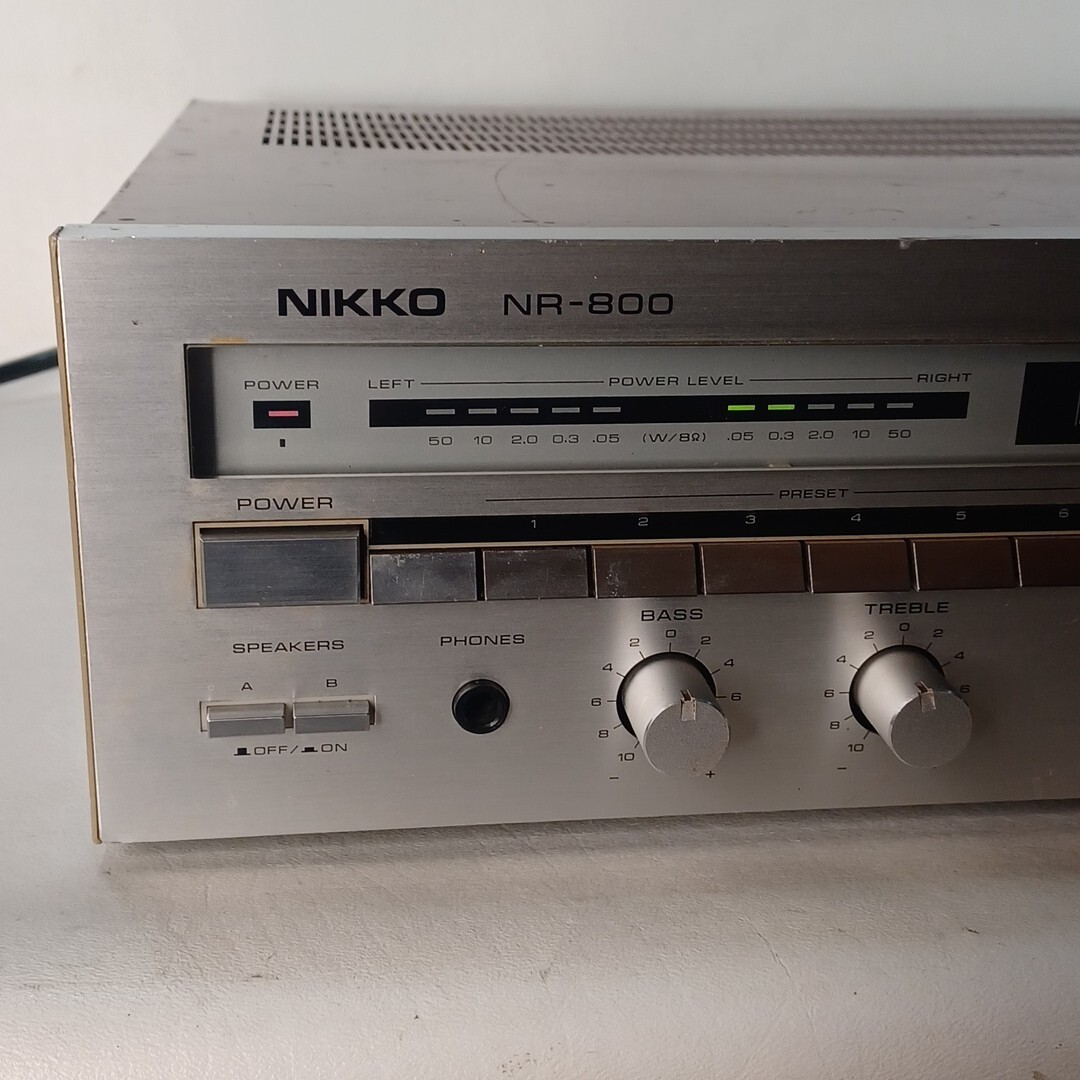 NIKKO NR-800
POWER LEFT POWER LEVEL RIGHT
50 10 2.0 0.3 .05 (W/8Ω) .05 0.3 2.0 10 50
POWER PRESET
1 2 3 4 5 6
BASS TREBLE
SPEAKERS PHONES
A B
OFF/ ON
10 8 6 4 2 0 2 4 6
- +
10 8 6 4 2 0 2 4 6
-